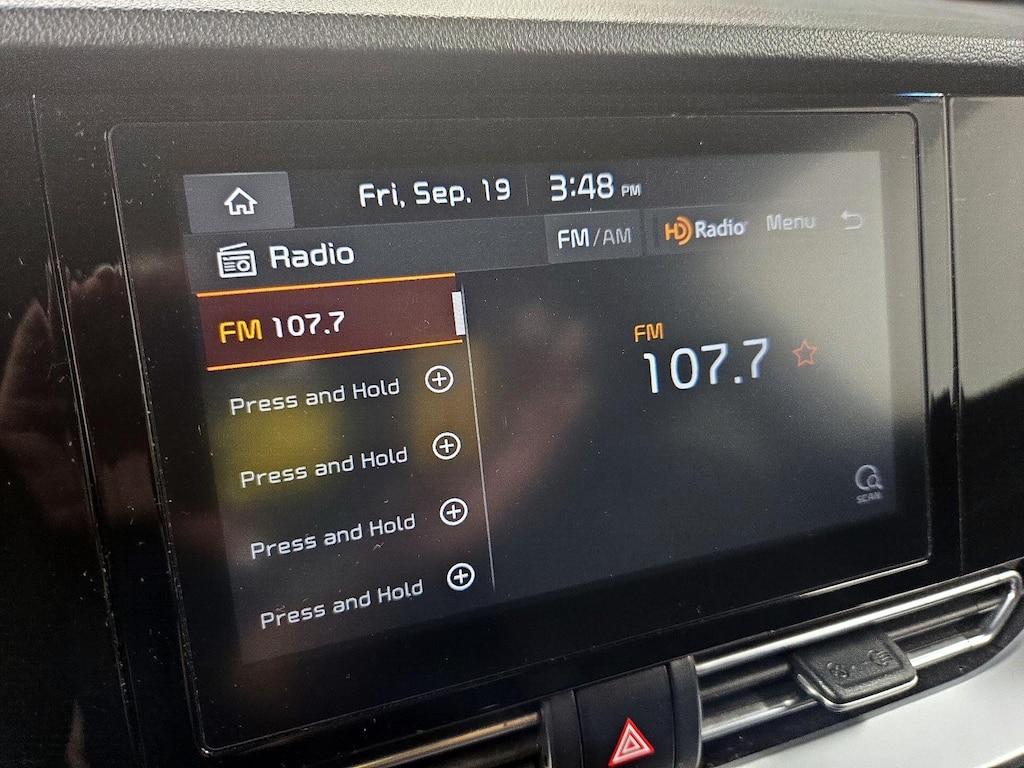 Fri, Sep. 19 3:48 PM
Radio FM/AM HD Radio Menu
FM 107.7
FM
107.7
Press and Hold
Press and Hold
Press and Hold
Press and Hold
SCAN